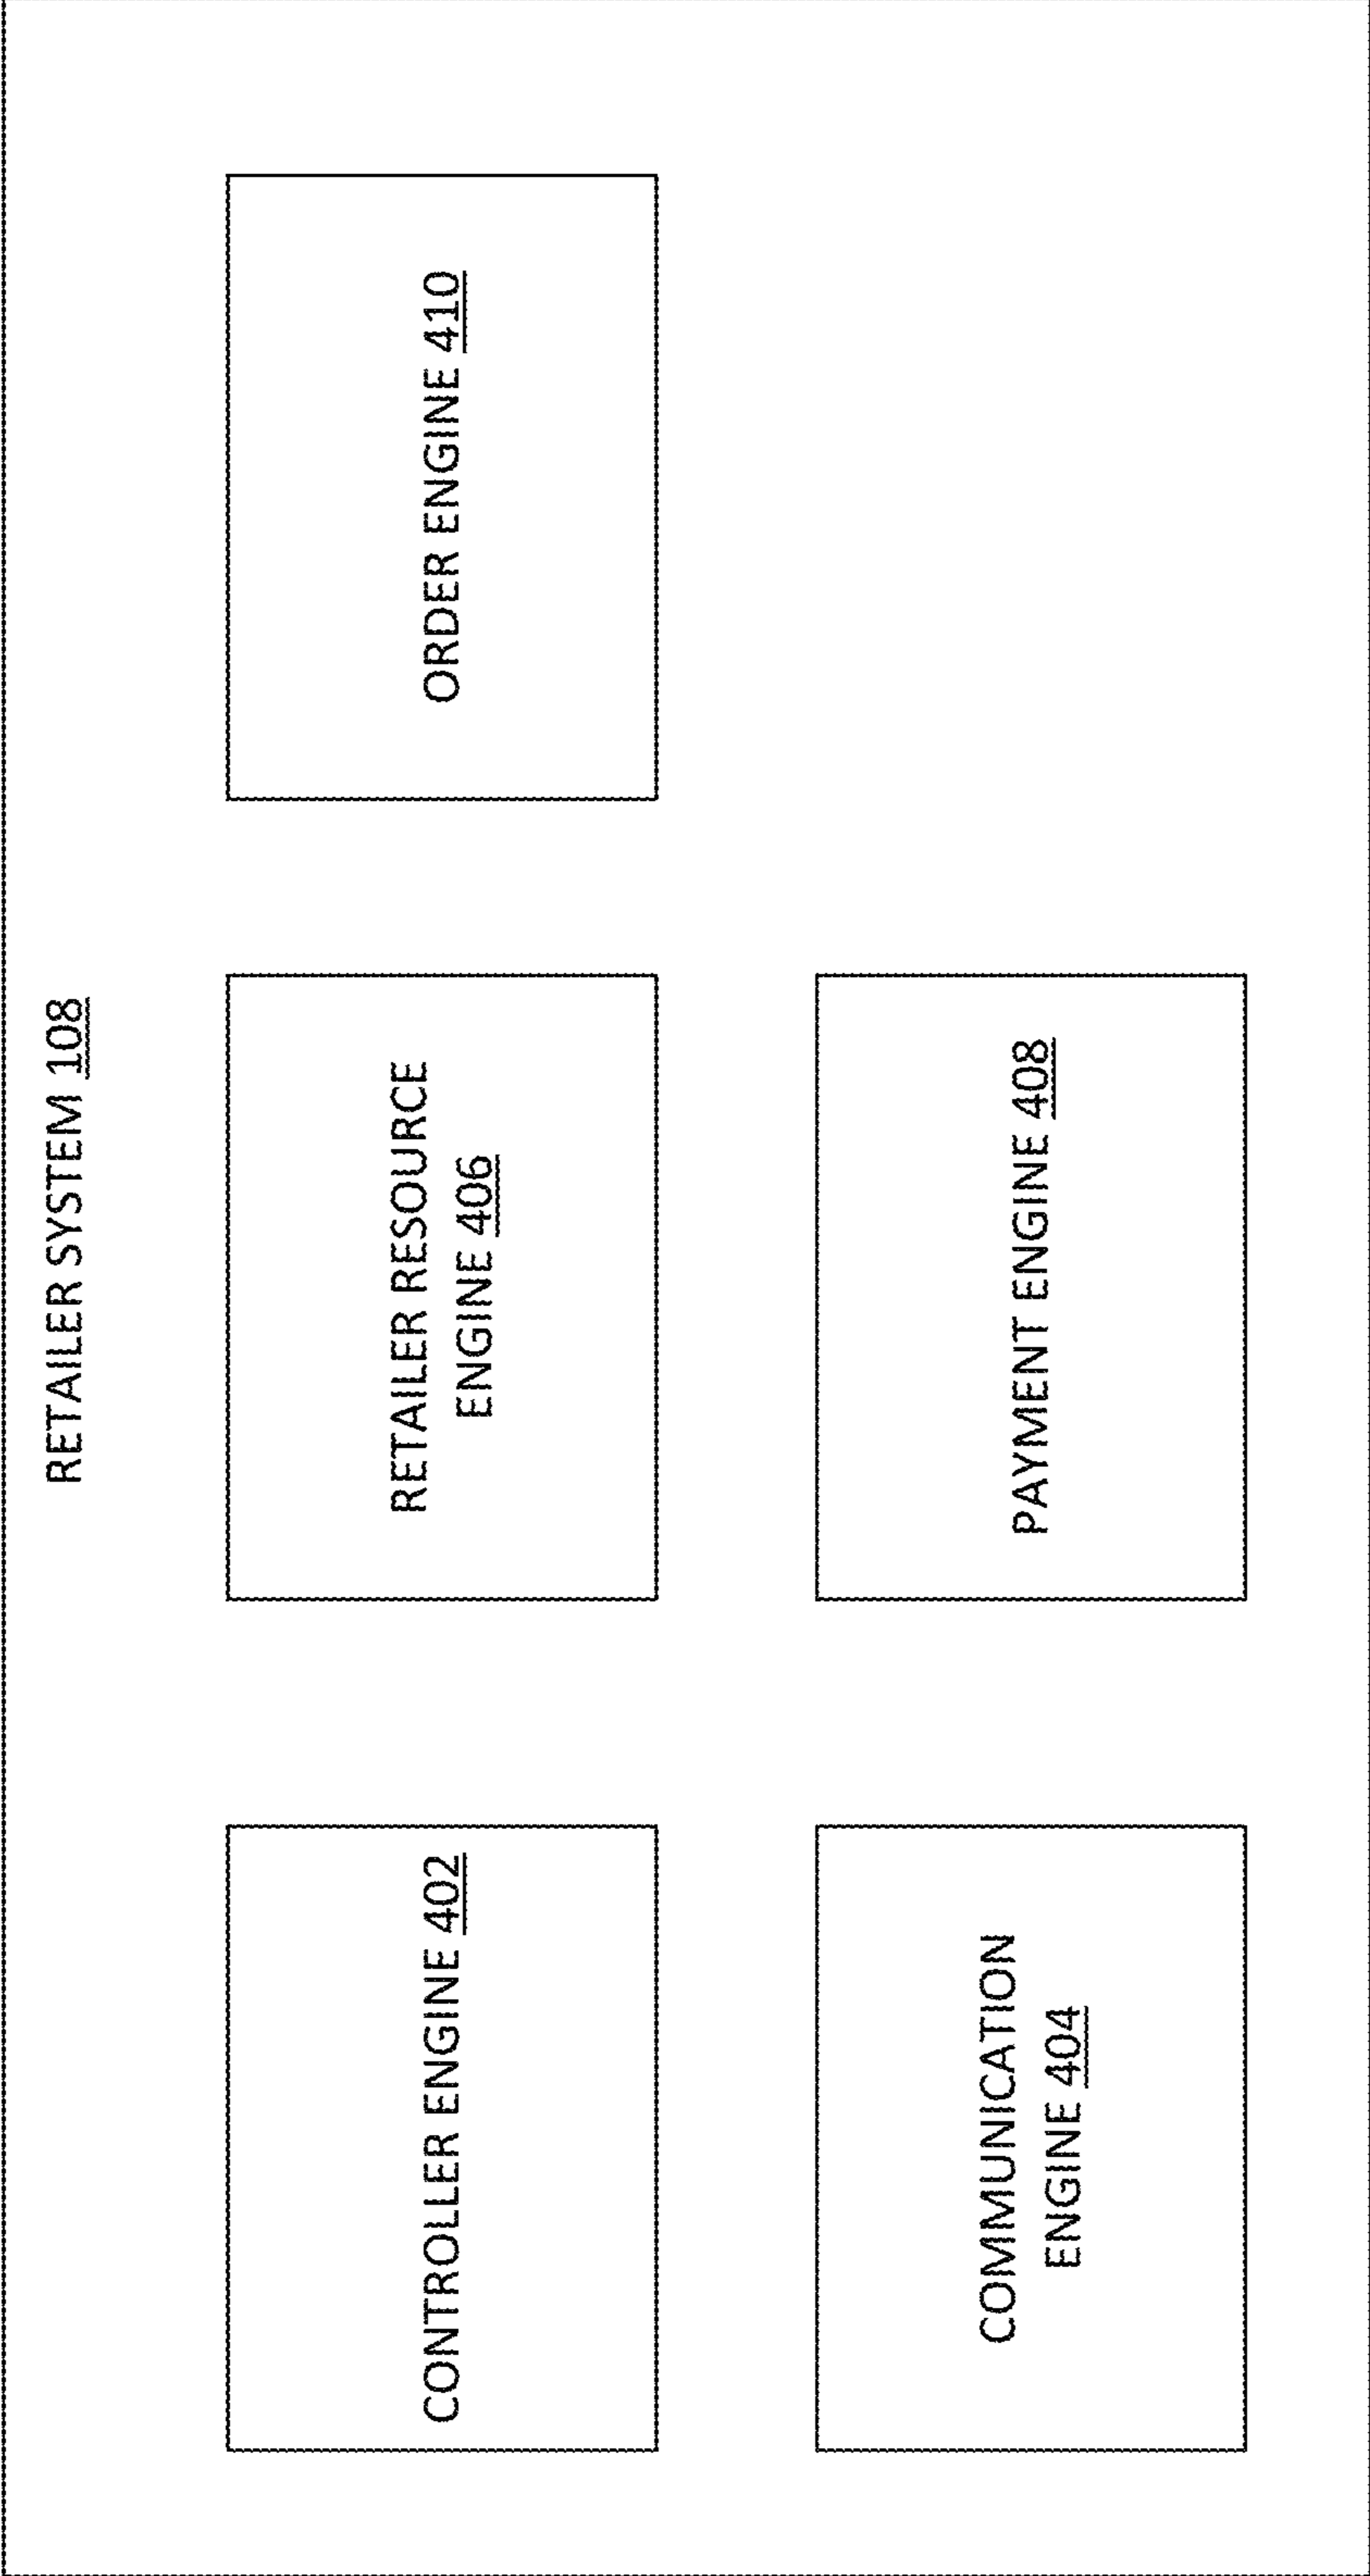 RETAILER SYSTEM 108
CONTROLLER ENGINE 402
RETAILER RESOURCE
ENGINE 406
ORDER ENGINE 410
COMMUNICATION
ENGINE 404
PAYMENT ENGINE 408